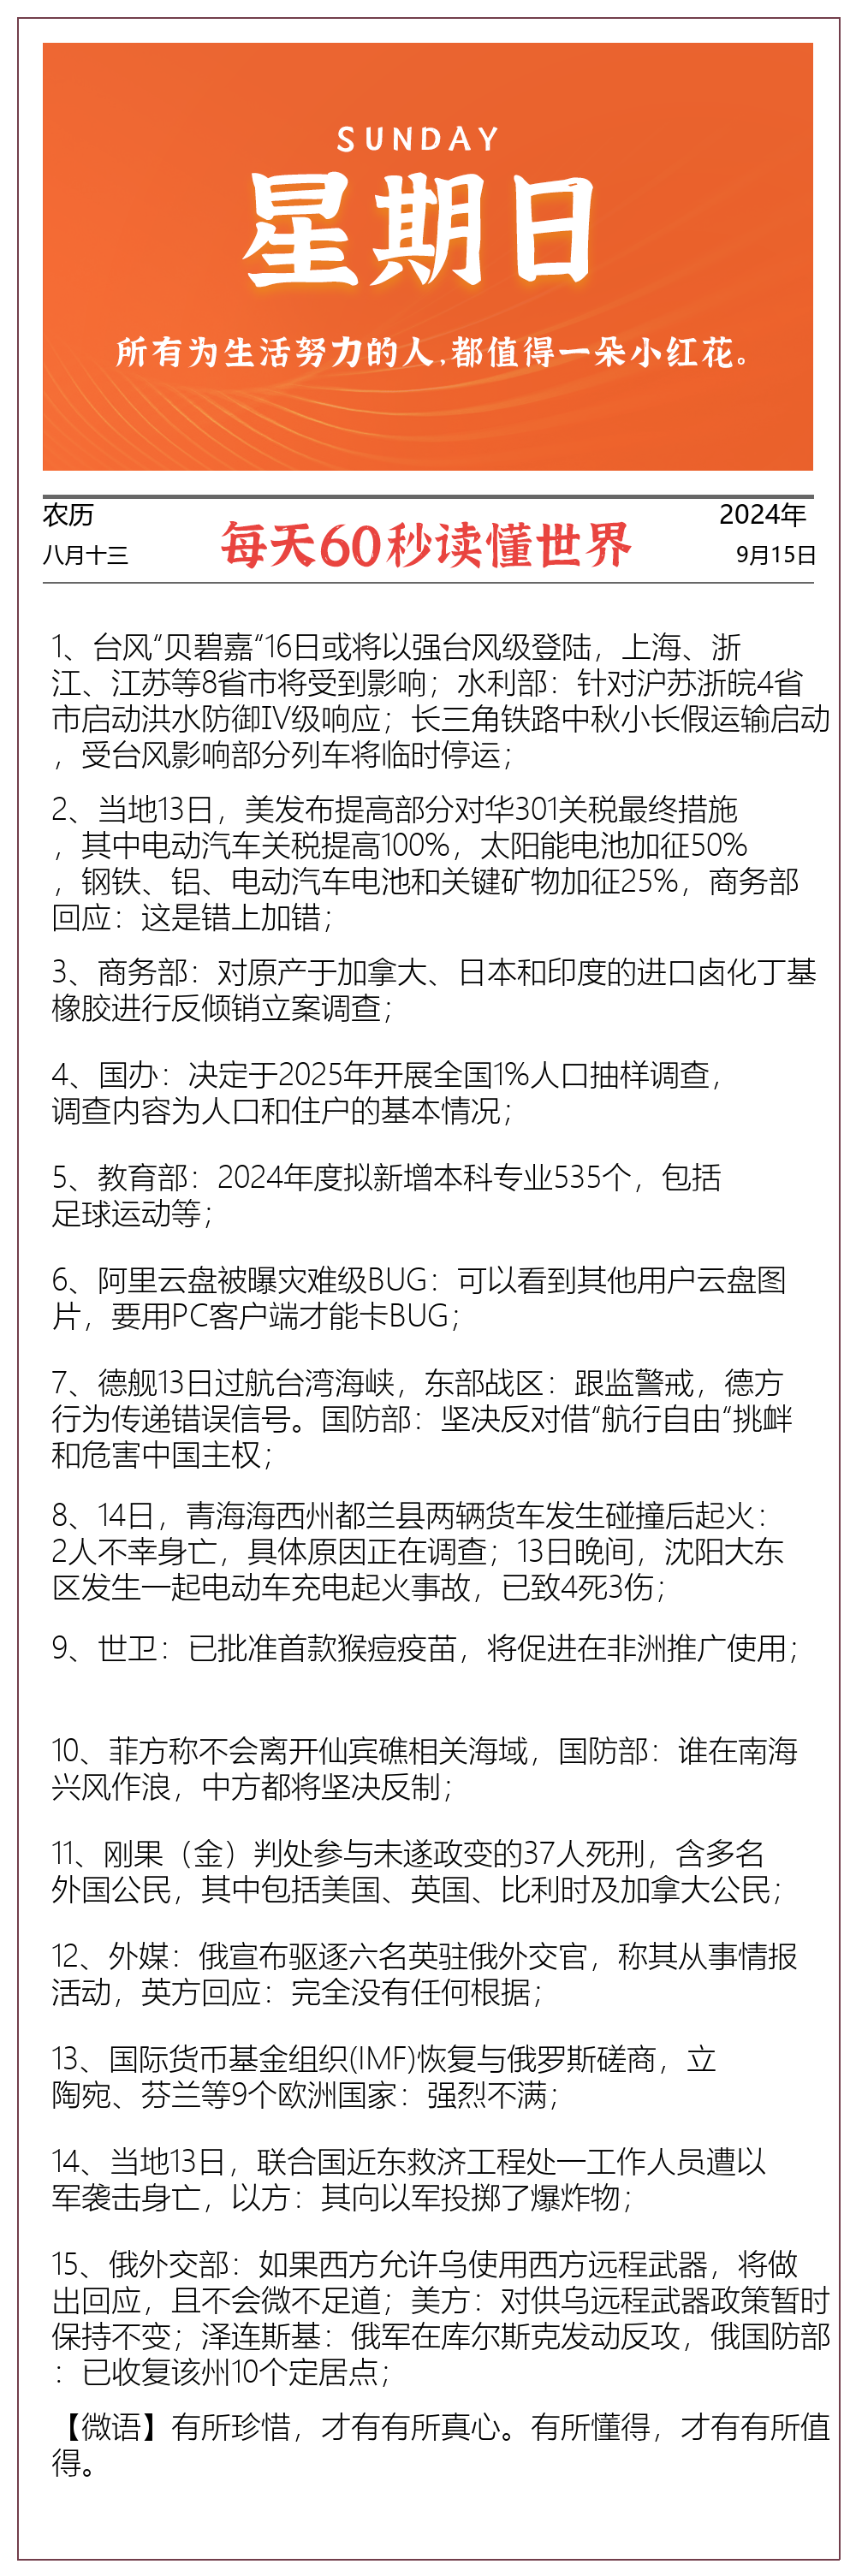 SUNDAY
星期日
所有为生活努力的人,都值得一朵小红花。
农历
八月十三
每天60秒读懂世界
2024年
9月15日
1、台风“贝碧嘉“16日或将以强台风级登陆，上海、浙
江、江苏等8省市将受到影响；水利部：针对沪苏浙皖4省
市启动洪水防御IV级响应；长三角铁路中秋小长假运输启动
，受台风影响部分列车将临时停运；
2、当地13日，美发布提高部分对华301关税最终措施
，其中电动汽车关税提高100%，太阳能电池加征50%
，钢铁、铝、电动汽车电池和关键矿物加征25%，商务部
回应：这是错上加错；
3、商务部：对原产于加拿大、日本和印度的进口卤化丁基
橡胶进行反倾销立案调查；
4、国办：决定于2025年开展全国1%人口抽样调查，
调查内容为人口和住户的基本情况；
5、教育部：2024年度拟新增本科专业535个，包括
足球运动等；
6、阿里云盘被曝灾难级BUG：可以看到其他用户云盘图
片，要用PC客户端才能卡BUG；
7、德舰13日过航台湾海峡，东部战区：跟监警戒，德方
行为传递错误信号。国防部：坚决反对借“航行自由“挑衅
和危害中国主权；
8、14日，青海海西州都兰县两辆货车发生碰撞后起火：
2人不幸身亡，具体原因正在调查；13日晚间，沈阳大东
区发生一起电动车充电起火事故，已致4死3伤；
9、世卫：已批准首款猴痘疫苗，将促进在非洲推广使用；
10、菲方称不会离开仙宾礁相关海域，国防部：谁在南海
兴风作浪，中方都将坚决反制；
11、刚果（金）判处参与未遂政变的37人死刑，含多名
外国公民，其中包括美国、英国、比利时及加拿大公民；
12、外媒：俄宣布驱逐六名英驻俄外交官，称其从事情报
活动，英方回应：完全没有任何根据；
13、国际货币基金组织(IMF)恢复与俄罗斯磋商，立
陶宛、芬兰等9个欧洲国家：强烈不满；
14、当地13日，联合国近东救济工程处一工作人员遭以
军袭击身亡，以方：其向以军投掷了爆炸物；
15、俄外交部：如果西方允许乌使用西方远程武器，将做
出回应，且不会微不足道；美方：对供乌远程武器政策暂时
保持不变；泽连斯基：俄军在库尔斯克发动反攻，俄国防部
：已收复该州10个定居点；
【微语】有所珍惜，才有有所真心。有所懂得，才有有所值
得。